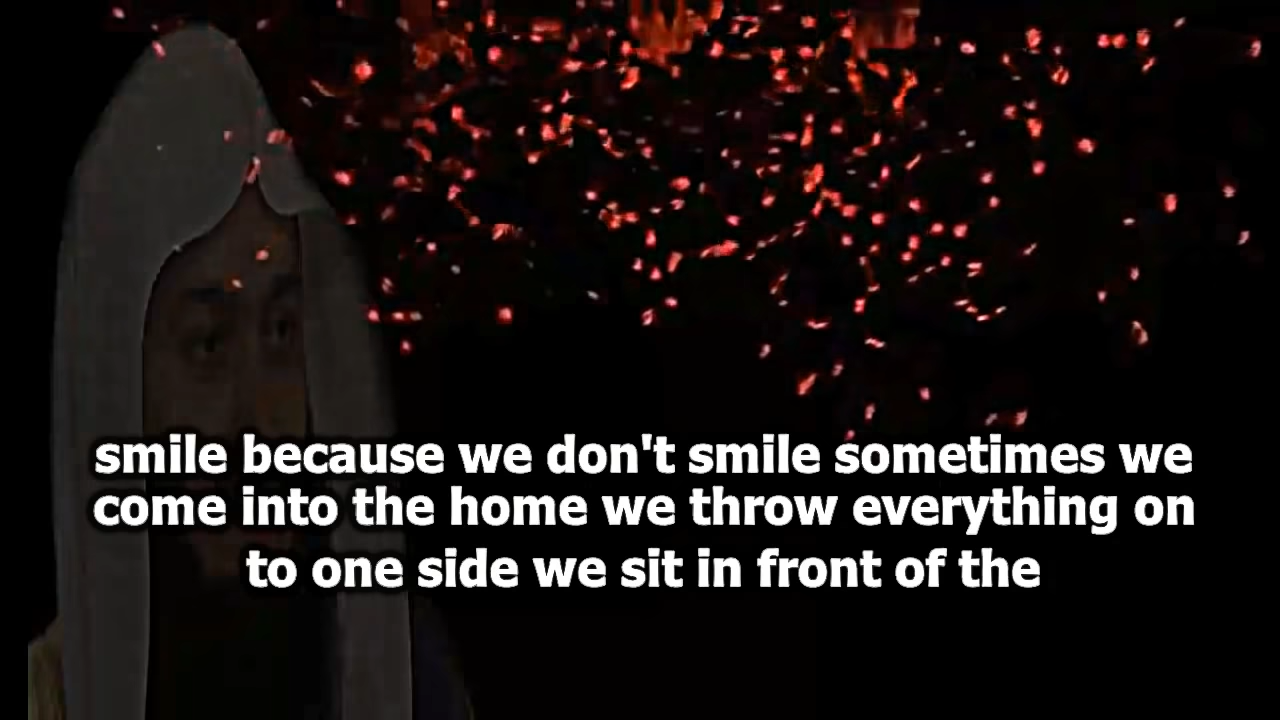 smile because we don't smile sometimes we
come into the home we throw everything on
to one side we sit in front of the